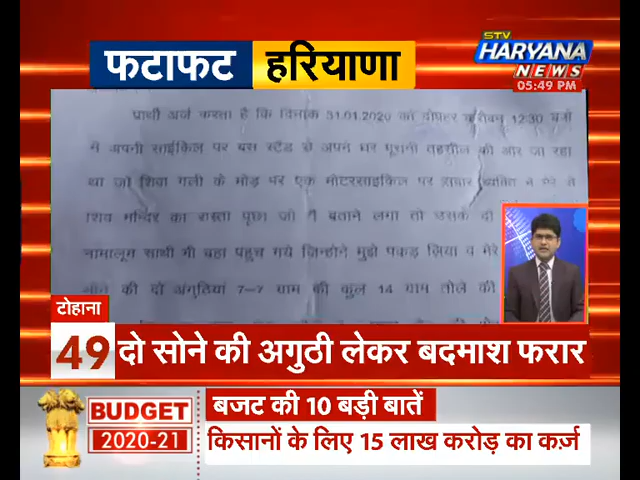 फटाफट हरियाणा
STV
HARYANA
NEWS
05:49 PM
प्रार्थी अर्ज करता है कि दिनांक 31.01.2020 को दोपहर करीबन 12:30 बजे
मैं अपनी साईकिल पर बस स्टैंड से अपने घर पुरानी तहसील की ओर जा रहा
था जो शिवा गली के मोड़ पर एक मोटरसाइकिल पर सवार व्यक्ति ने मेरे से
शिव मन्दिर का रास्ता पूछा जो मैं बताने लगा तो उसके दो
नामालूम साथी भी वहा पहुच गये जिन्होने मुझे पकड़ लिया व मेरे
की दो अंगुठियां 7-7 ग्राम की कुल 14 ग्राम तोले की
टोहाना
49 दो सोने की अगुठी लेकर बदमाश फरार
BUDGET
2020-21
बजट की 10 बड़ी बातें
किसानों के लिए 15 लाख करोड़ का कर्ज़